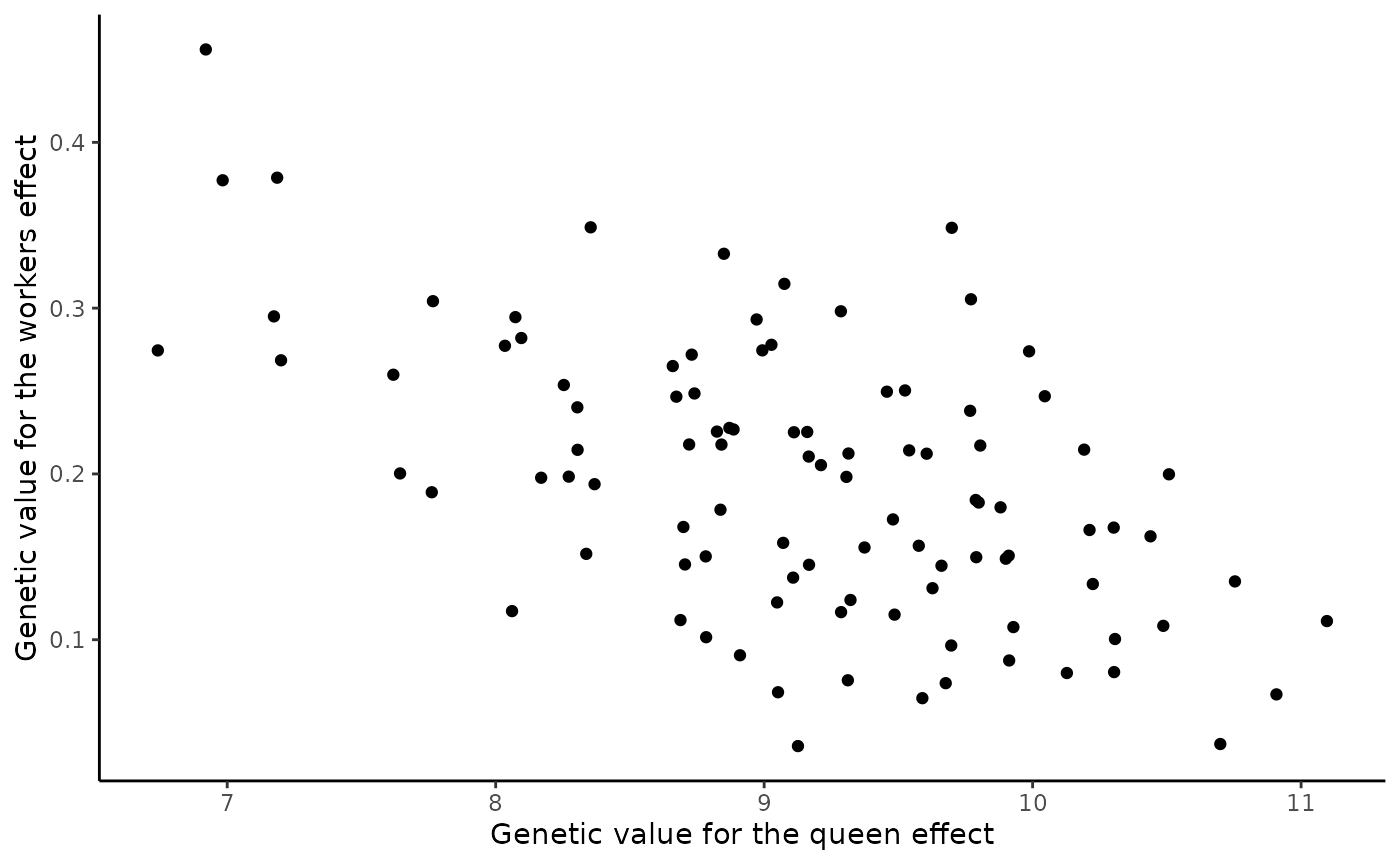 Genetic value for the workers effect
0.4
0.3
0.2
0.1
7 8 9 10 11
Genetic value for the queen effect